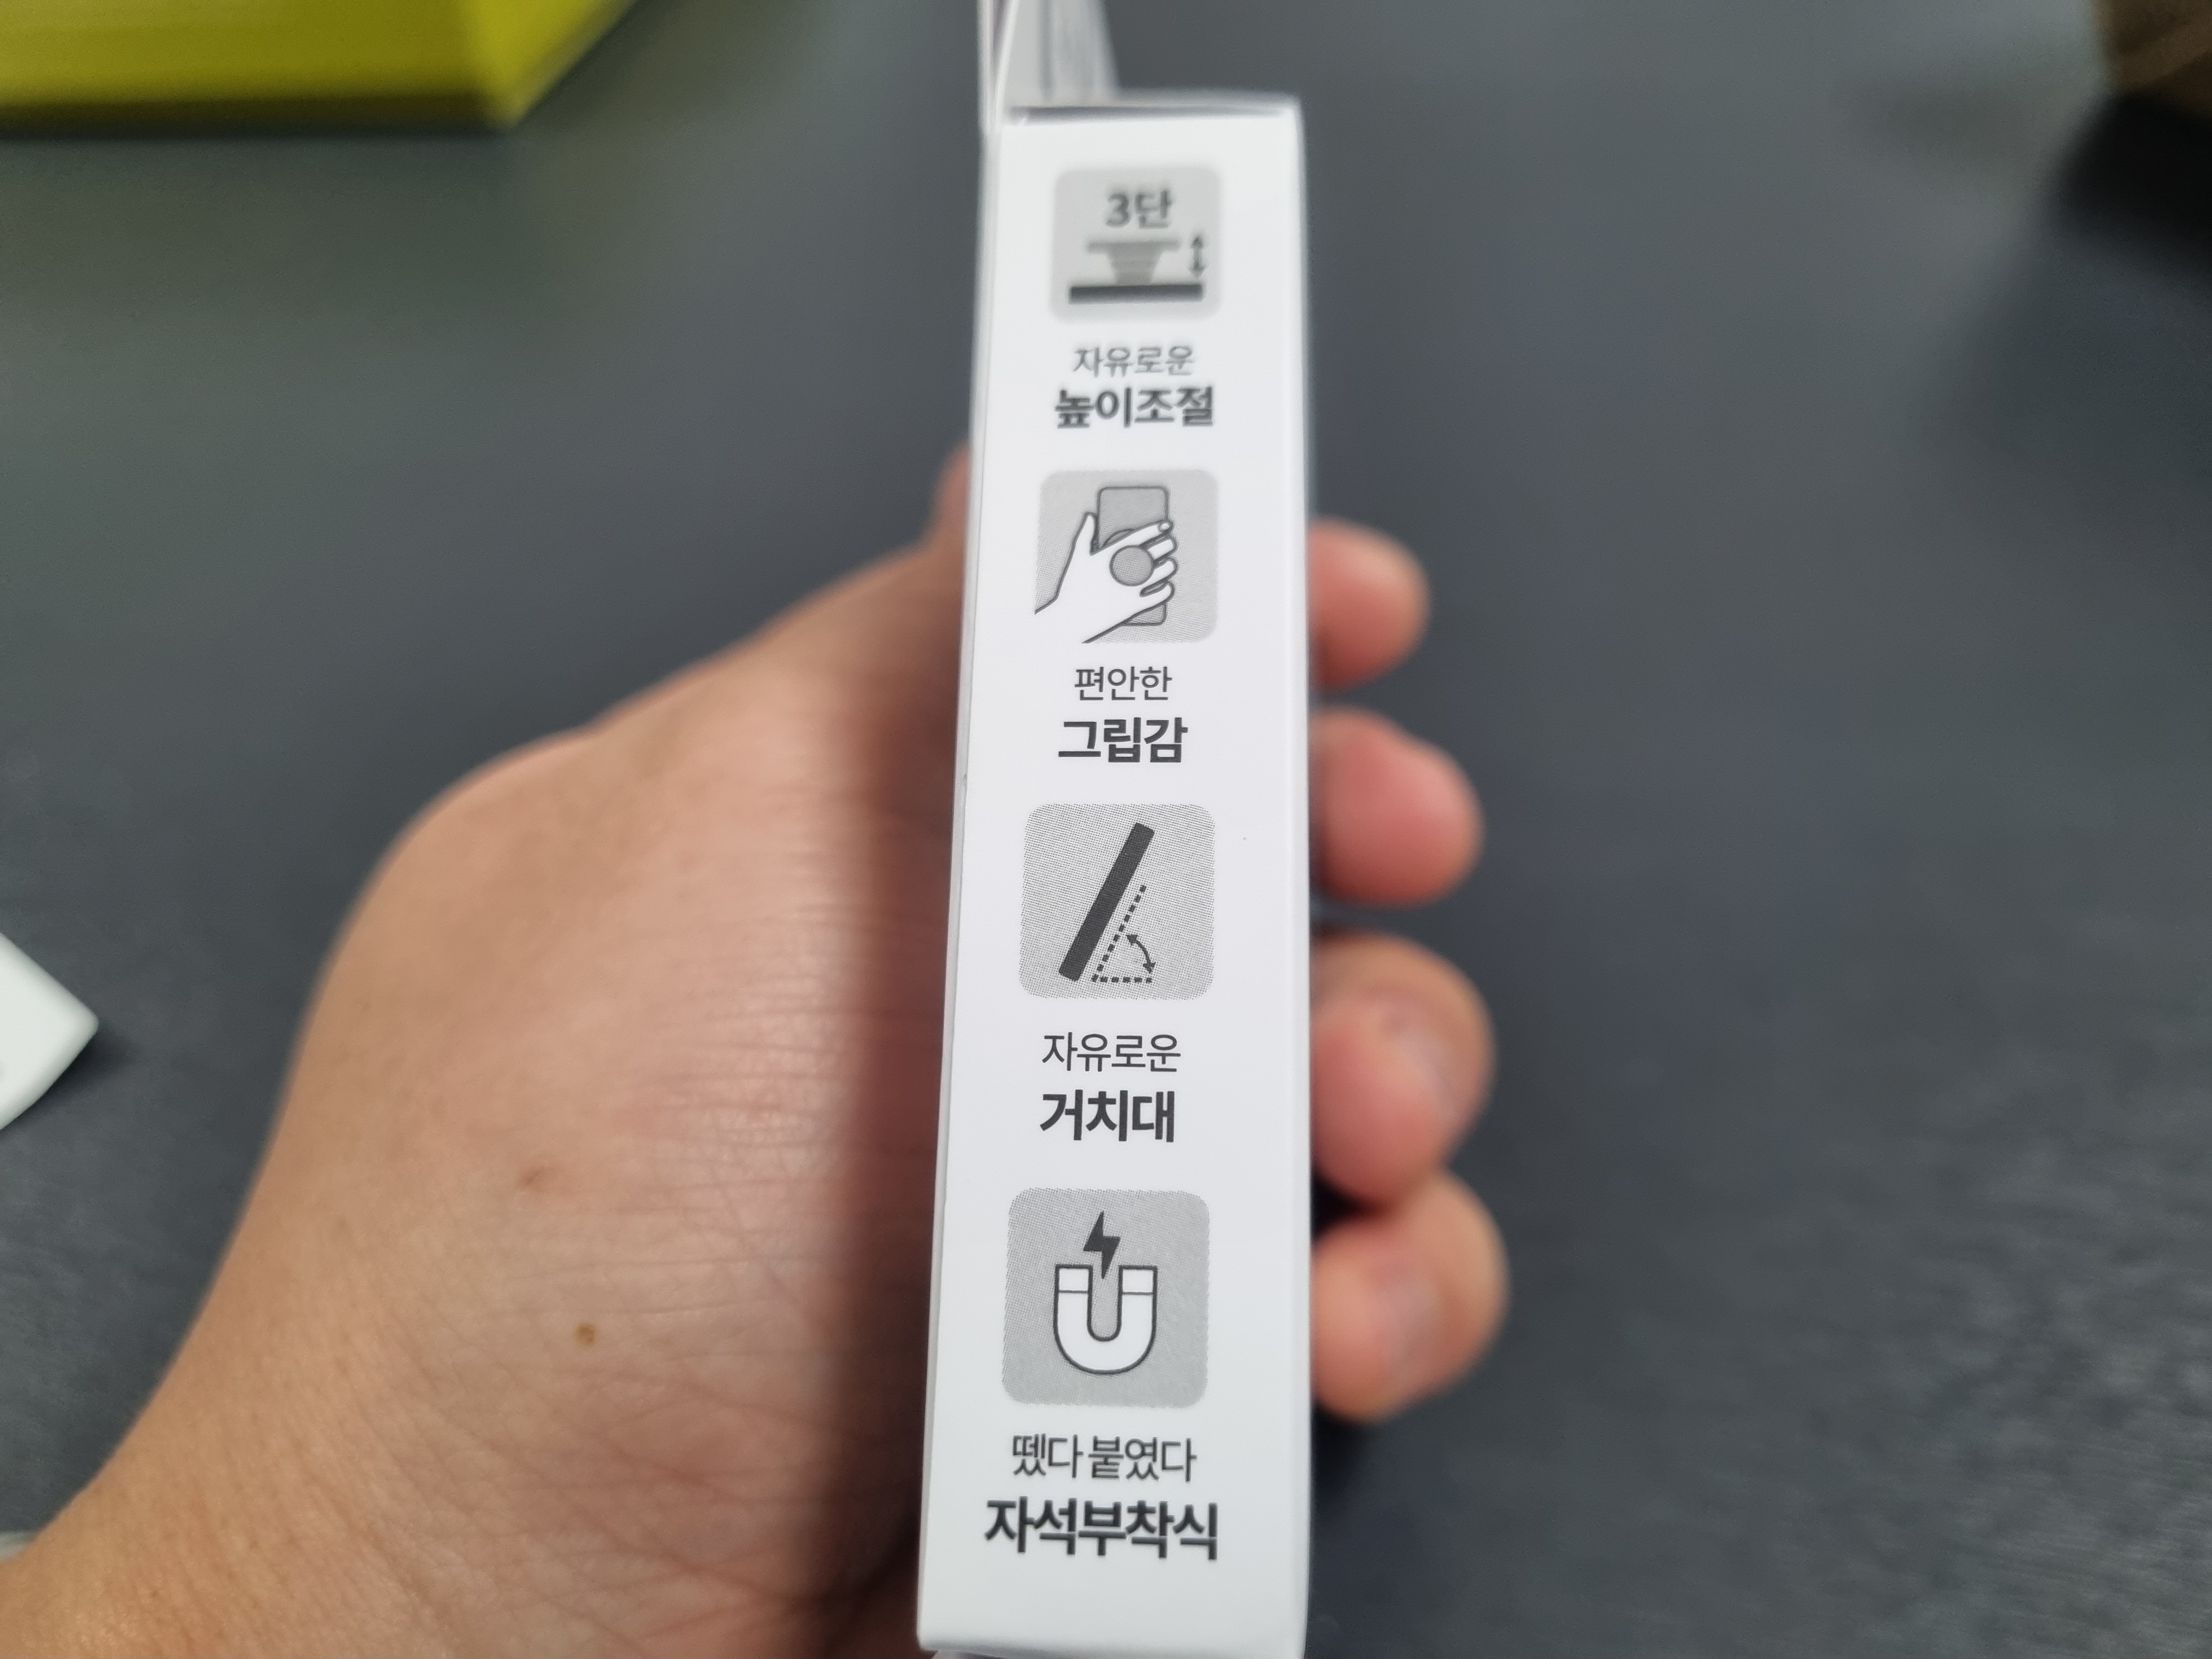 3단
자유로운
높이조절
편안한
그립감
자유로운
거치대
뗐다 붙였다
자석부착식